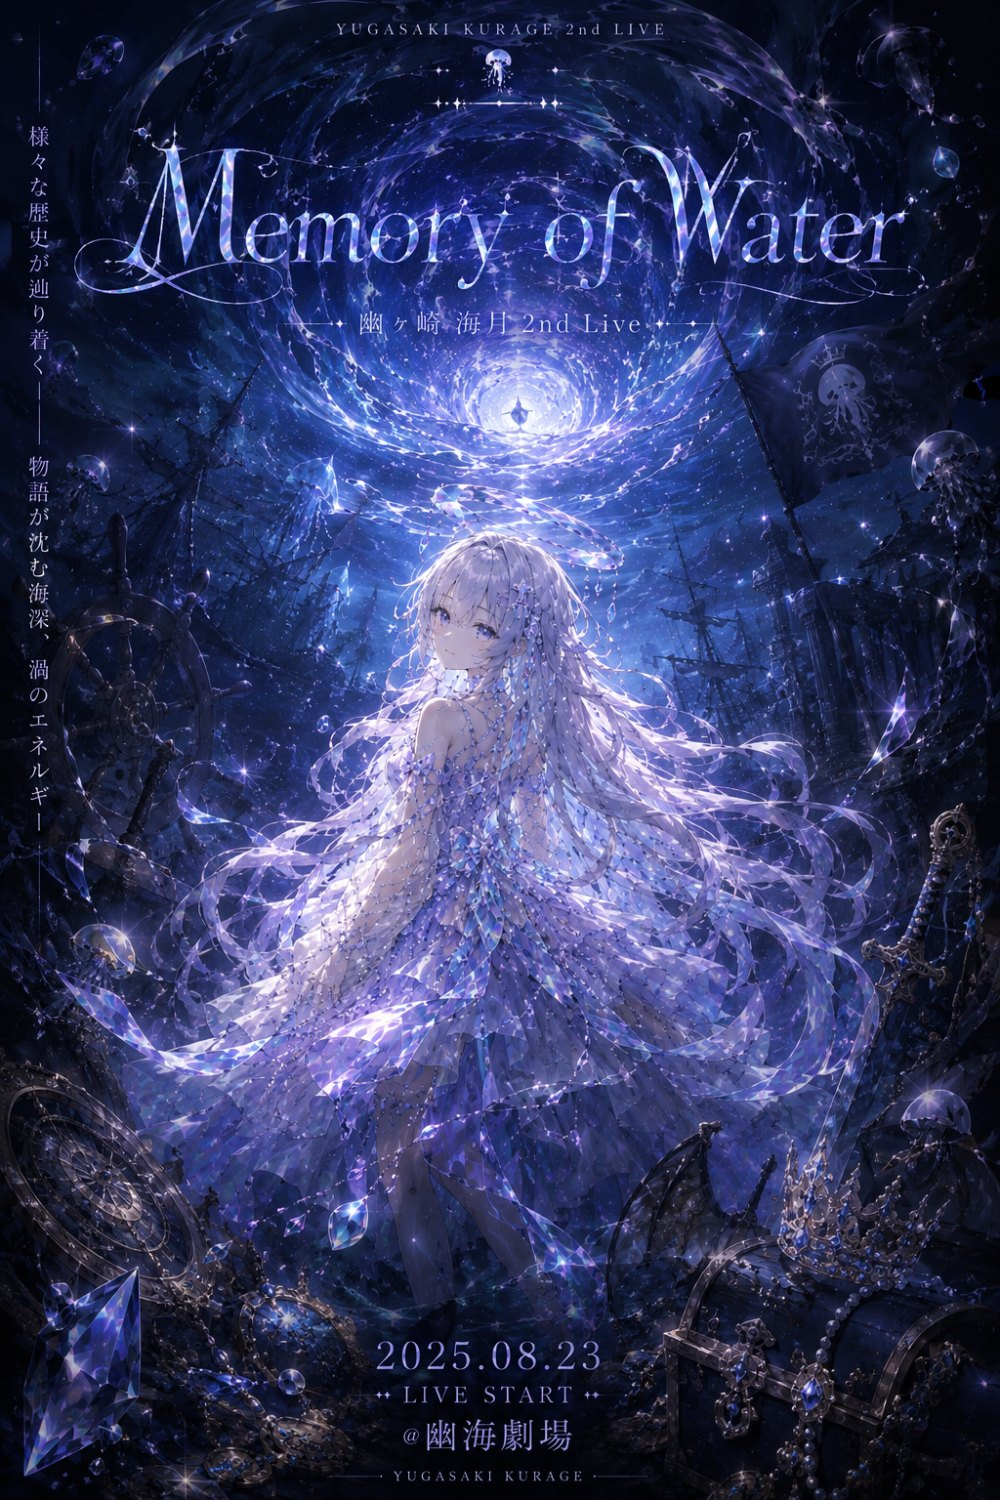 YUGASAKI KURAGE 2nd LIVE
Memory of Water
幽ヶ崎 海月 2nd Live
様々な歴史が辿り着く――物語が沈む海深、渦のエネルギー
2025.08.23
LIVE START
@幽海劇場
YUGASAKI KURAGE